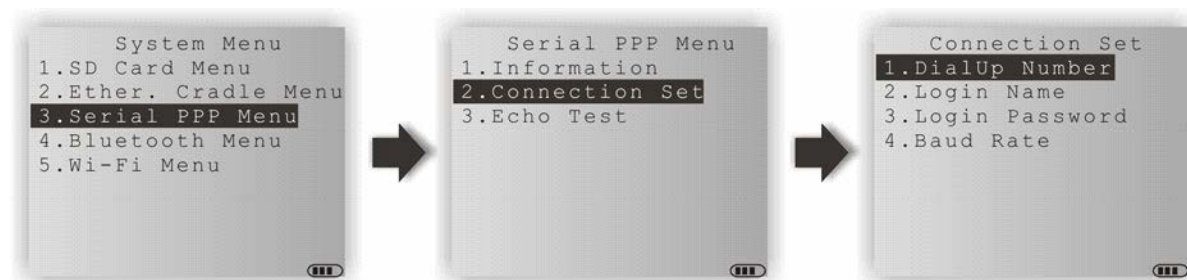 System Menu
1.SD Card Menu
2.Ether. Cradle Menu
3.Serial PPP Menu
4.Bluetooth Menu
5.Wi-Fi Menu
Serial PPP Menu
1.Information
2.Connection Set
3.Echo Test
Connection Set
1.DialUp Number
2.Login Name
3.Login Password
4.Baud Rate